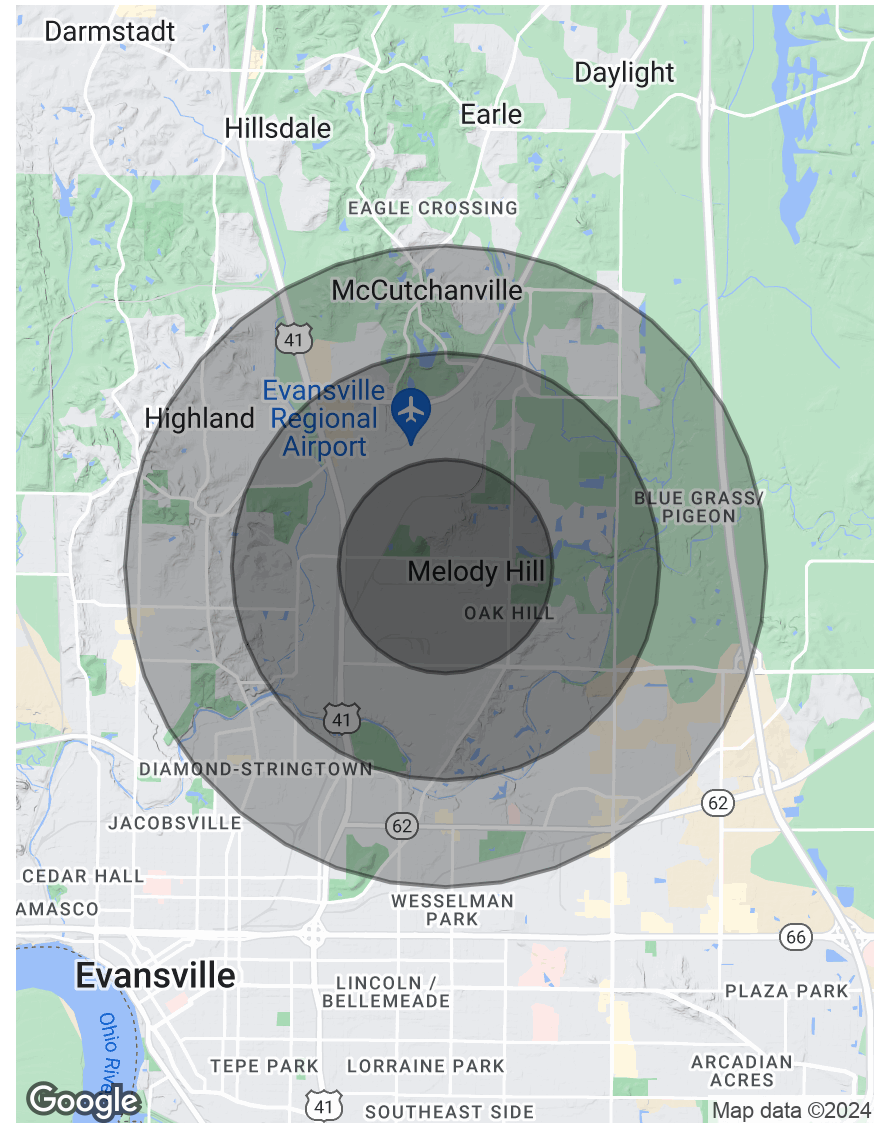 Darmstadt
Daylight
Earle
Hillsdale
EAGLE CROSSING
McCutchanville
41
Evansville
Regional
Airport
Highland
BLUE GRASS/
PIGEON
Melody Hill
OAK HILL
41
DIAMOND-STRINGTOWN
62
JACOBSVILLE
62
CEDAR HALL
AMASCO
WESSELMAN
PARK
66
Evansville
LINCOLN /
BELLEMEADE
PLAZA PARK
Ohio Rive
TEPE PARK
LORRAINE PARK
ARCADIAN
ACRES
Google
41
SOUTHEAST SIDE
Map data ©2024